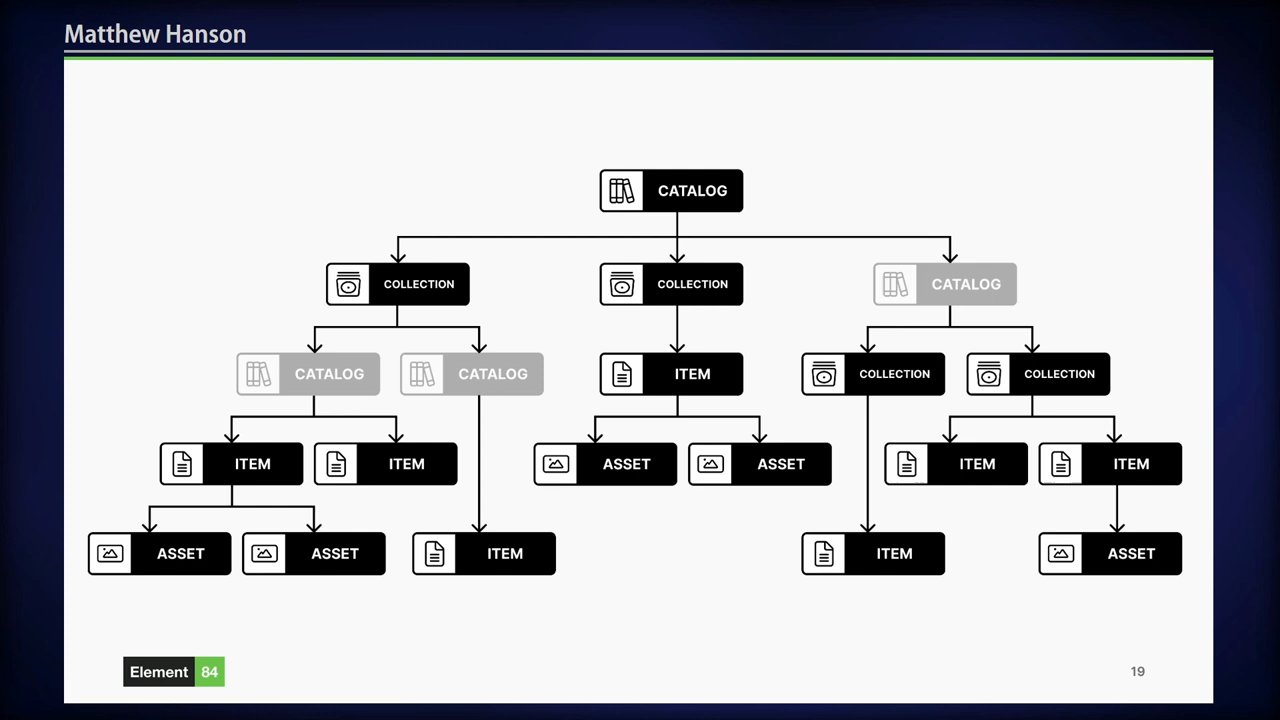 Matthew Hanson
CATALOG
COLLECTION
COLLECTION
CATALOG
CATALOG
CATALOG
ITEM
COLLECTION
COLLECTION
ITEM
ITEM
ASSET
ASSET
ITEM
ITEM
ASSET
ASSET
ITEM
ITEM
ASSET
Element 84
19